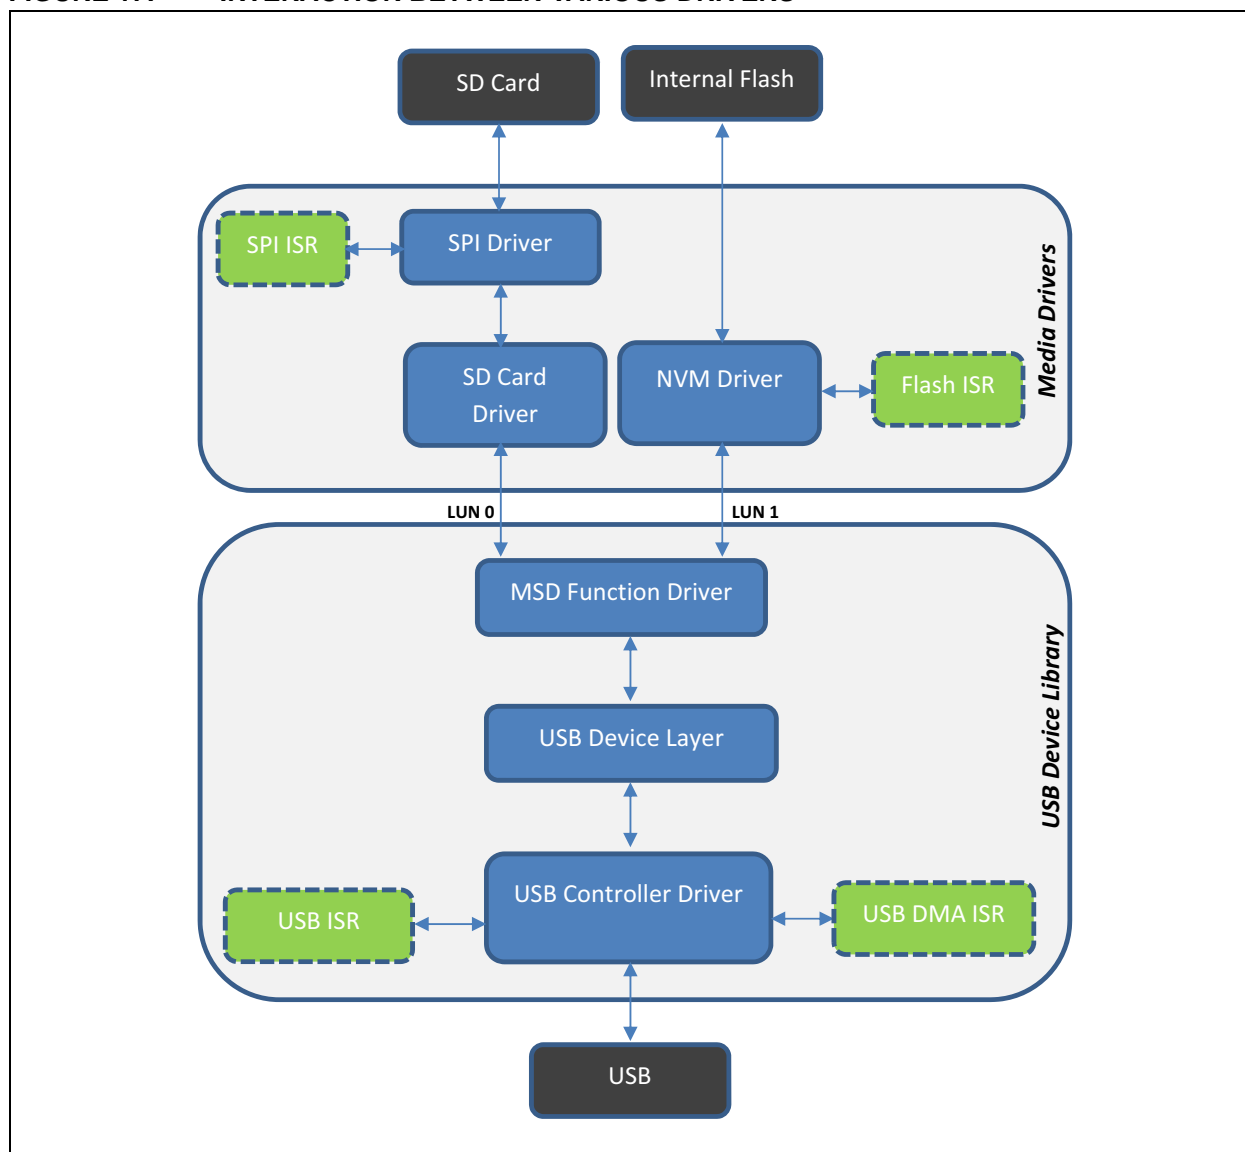 SD Card
Internal Flash
SPI ISR
SPI Driver
SD Card
Driver
NVM Driver
Flash ISR
Media Drivers
LUN 0
LUN 1
MSD Function Driver
USB Device Layer
USB Device Library
USB Controller Driver
USB ISR
USB DMA ISR
USB